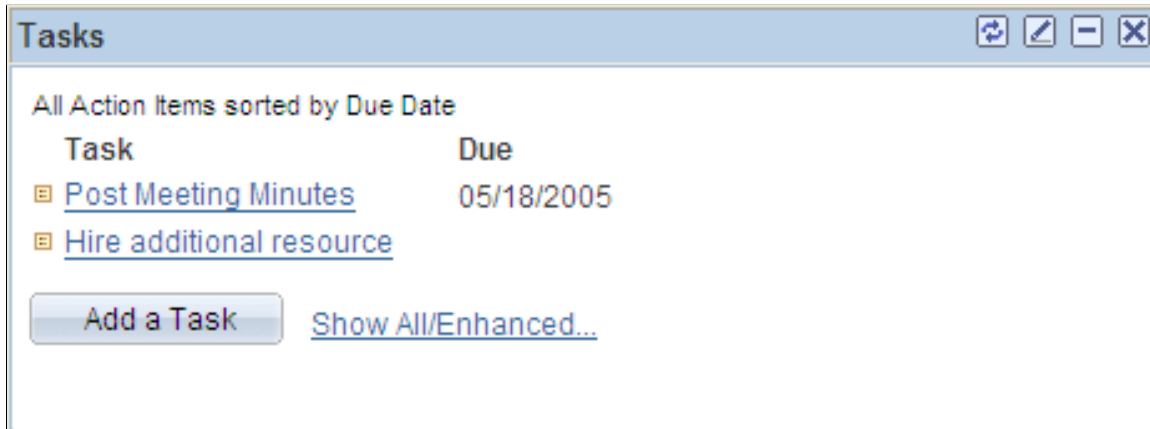 Tasks
All Action Items sorted by Due Date
Task Due
Post Meeting Minutes 05/18/2005
Hire additional resource
Add a Task Show All/Enhanced...